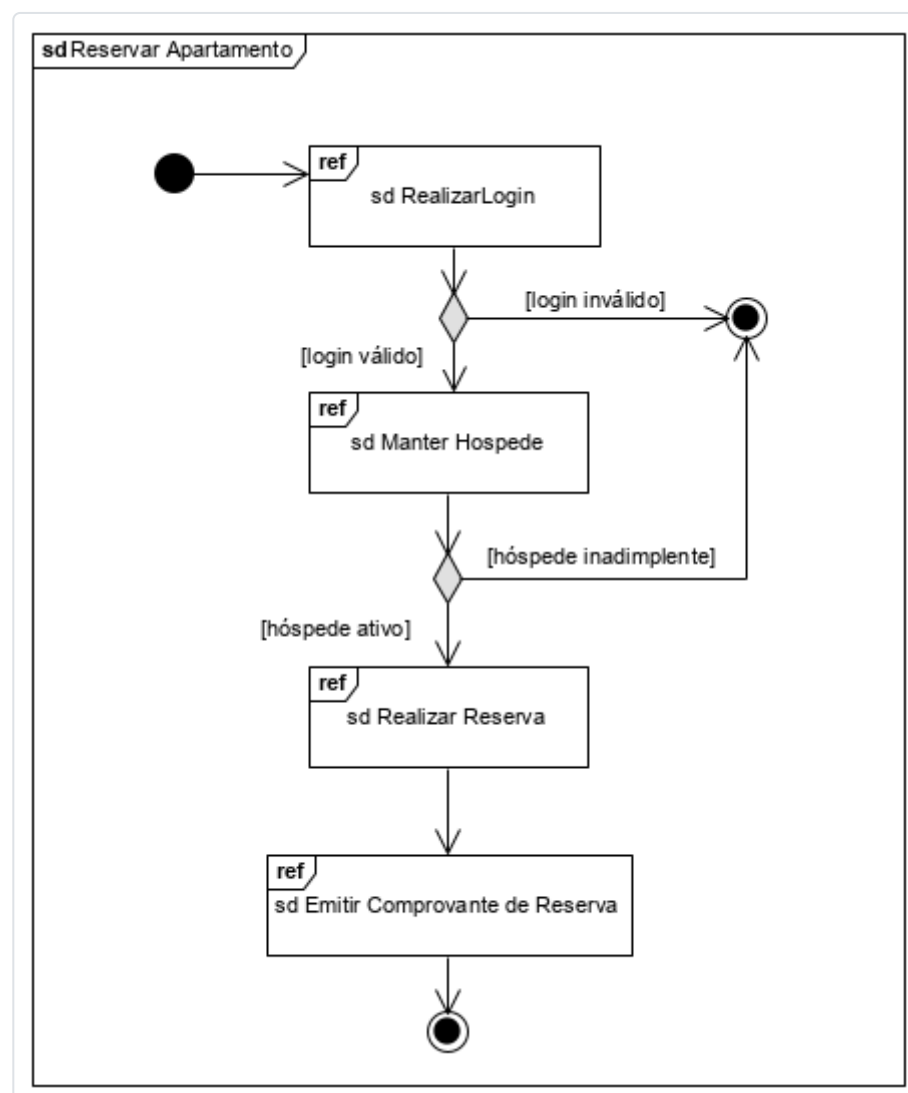 sd Reservar Apartamento
ref
sd RealizarLogin
[login inválido]
[login válido]
ref
sd Manter Hospede
[hóspede inadimplente]
[hóspede ativo]
ref
sd Realizar Reserva
ref
sd Emitir Comprovante de Reserva